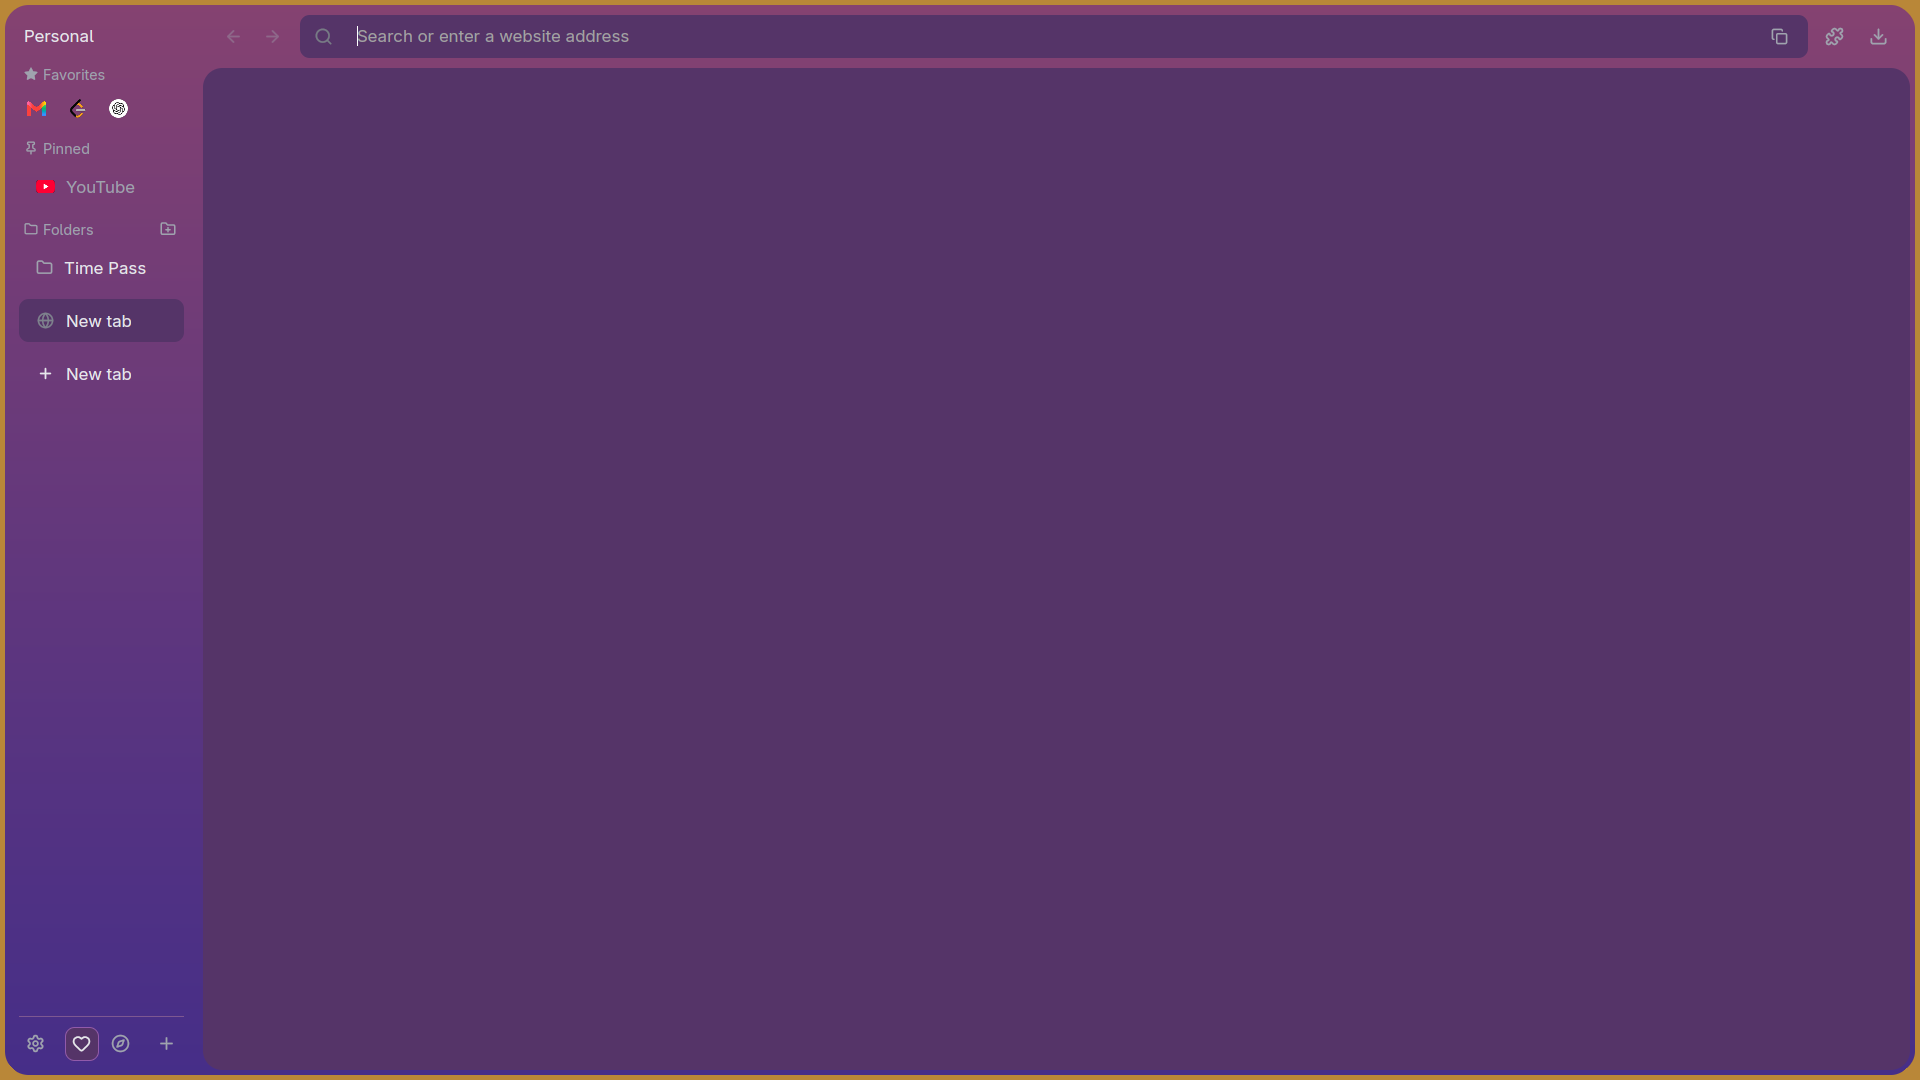 Personal
Search or enter a website address
Favorites
Pinned
YouTube
Folders
Time Pass
New tab
New tab